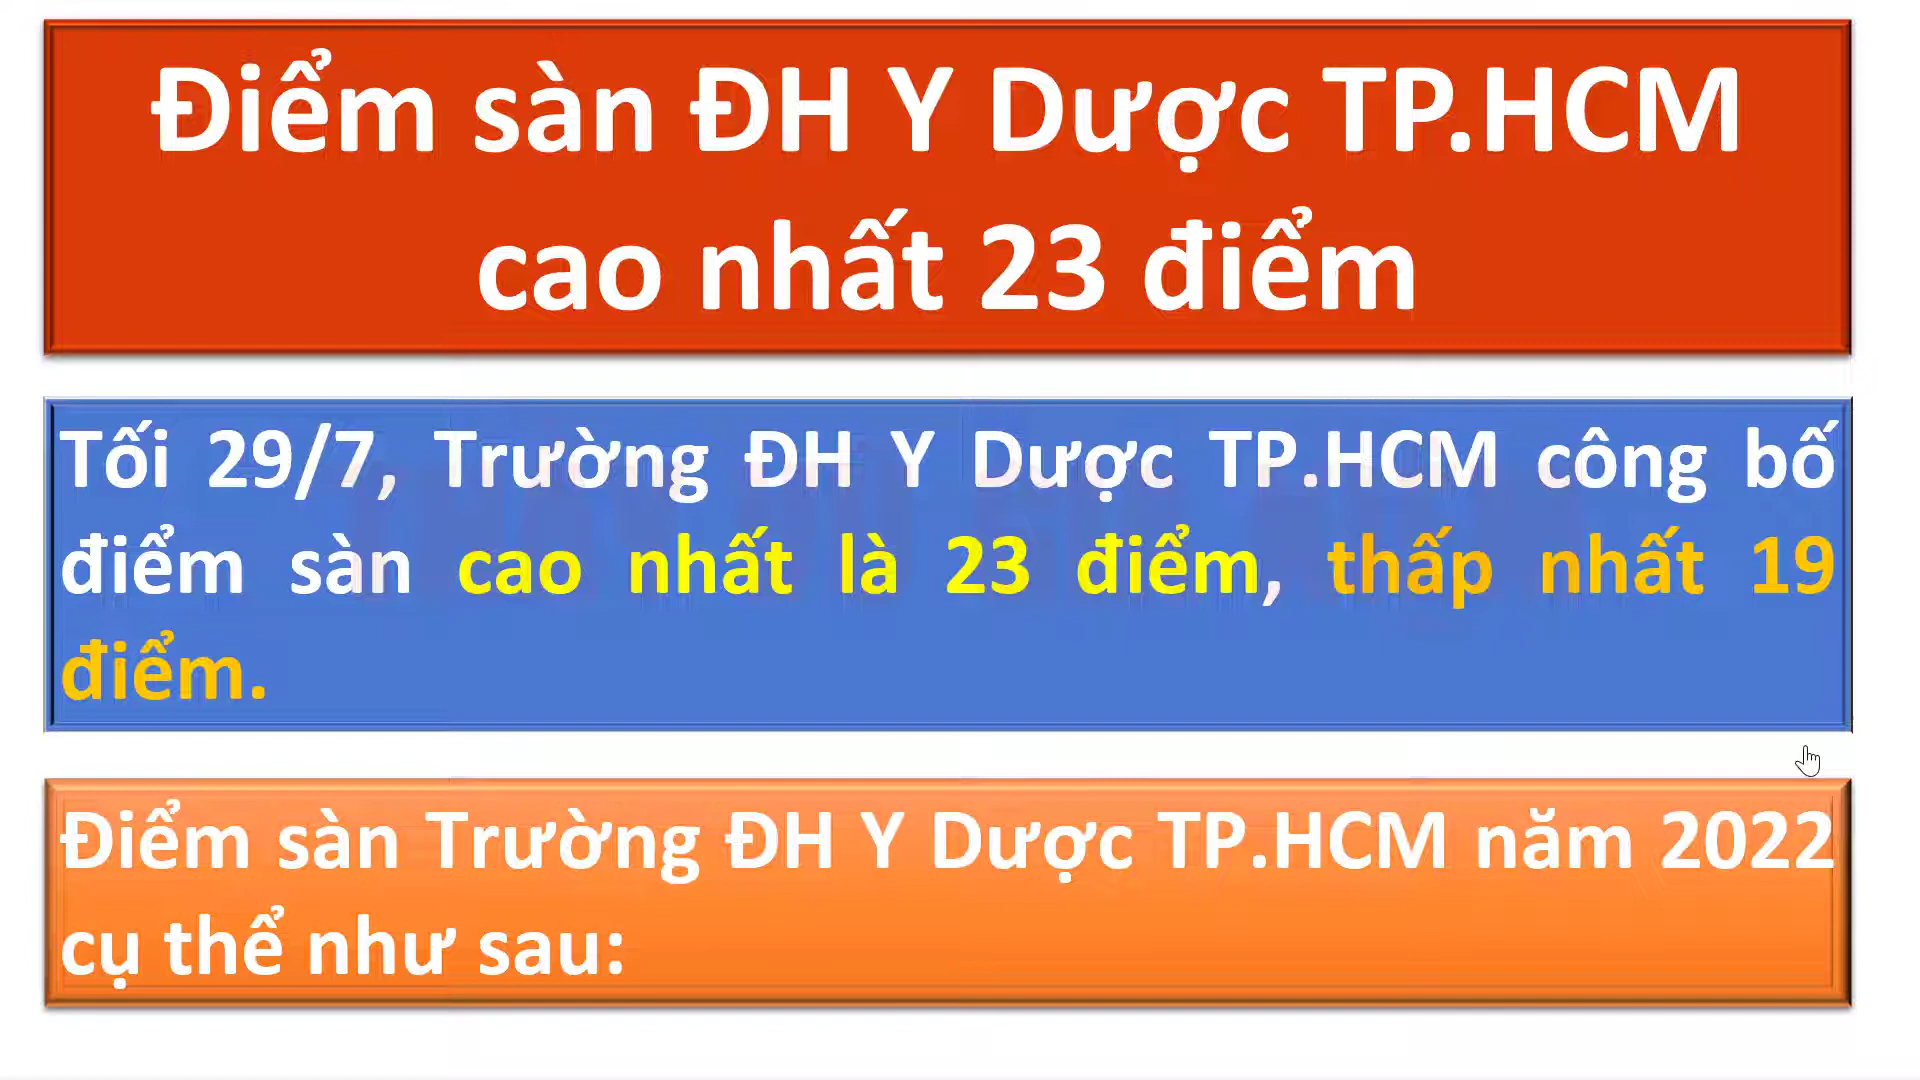 Điểm sàn ĐH Y Dược TP.HCM
cao nhất 23 điểm
Tối 29/7, Trường ĐH Y Dược TP.HCM công bố
điểm sàn cao nhất là 23 điểm, thấp nhất 19
điểm.
Điểm sàn Trường ĐH Y Dược TP.HCM năm 2022
cụ thể như sau: